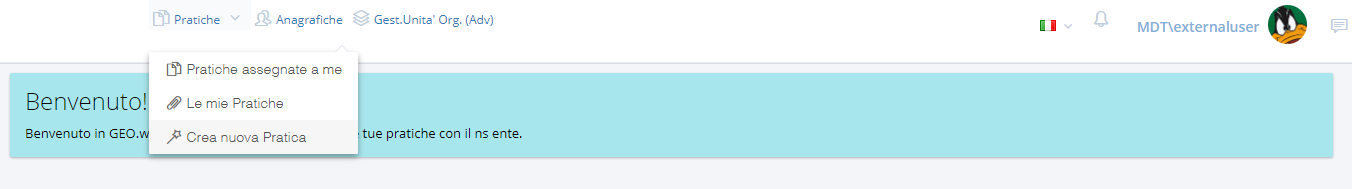 Pratiche Anagrafiche Gest.Unita' Org. (Adv) MDT\externaluser
Pratiche assegnate a me
Le mie Pratiche
Crea nuova Pratica
Benvenuto!
Benvenuto in GEO.w tue pratiche con il ns ente.